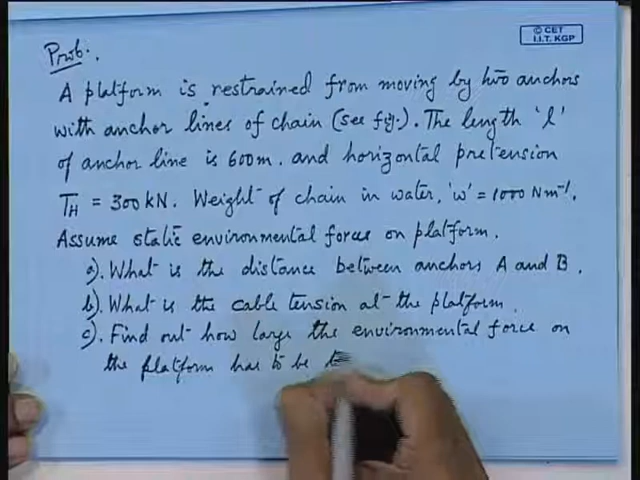 © CET
I.I.T. KGP
Prob.
A platform is restrained from moving by two anchors
with anchor lines of chain (see fig.). The length 'l'
of anchor line is 600m. and horizontal pretension
T_H = 300 kN. Weight of chain in water, 'w' = 1000 Nm⁻¹.
Assume static environmental forces on platform.
a). What is the distance between anchors A and B.
b). What is the cable tension at the platform.
c). Find out how large the environmental force on
the platform has to be